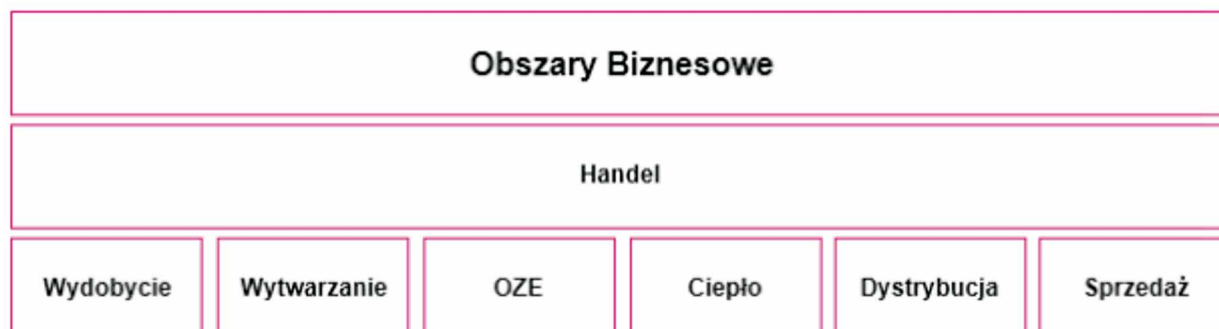 Obszary Biznesowe
Handel
Wydobycie Wytwarzanie OZE Ciepło Dystrybucja Sprzedaż